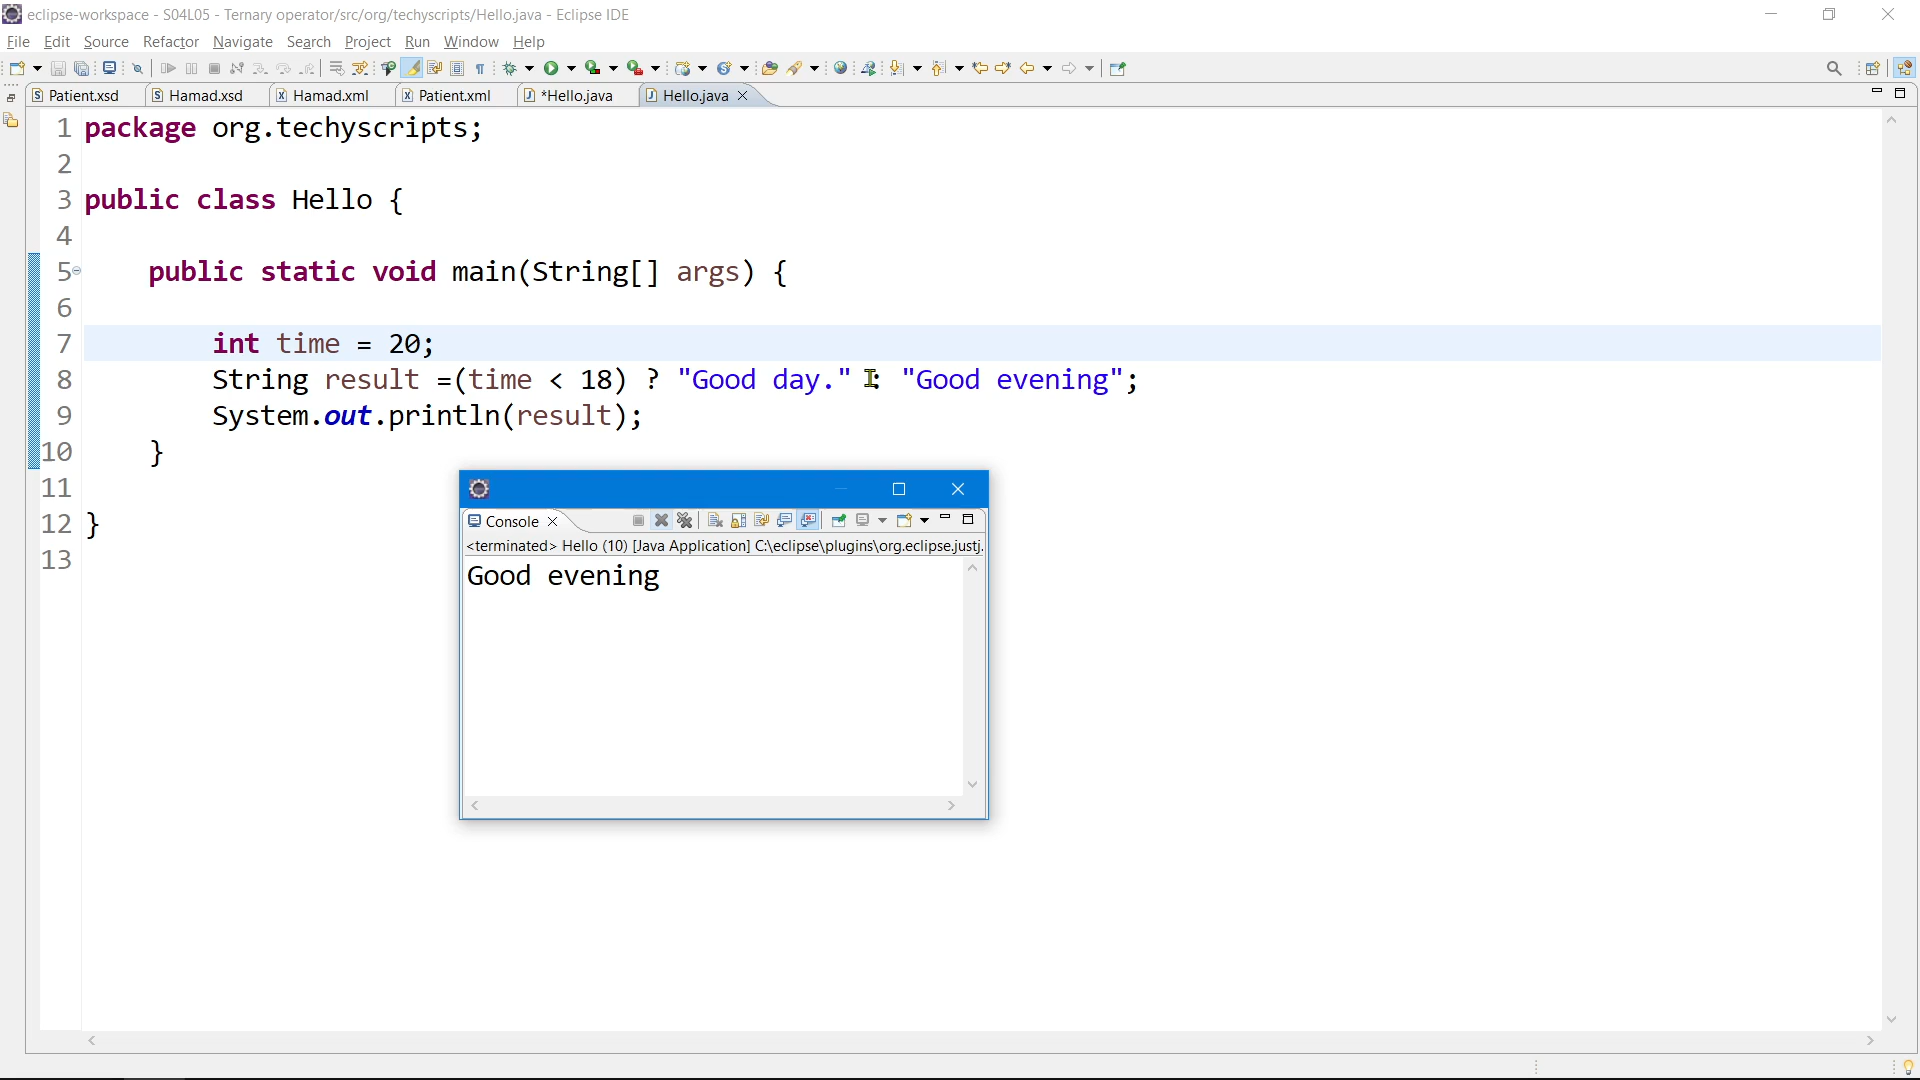 eclipse-workspace - S04L05 - Ternary operator/src/org/techyscripts/Hello.java - Eclipse IDE
File Edit Source Refactor Navigate Search Project Run Window Help
Patient.xsd Hamad.xsd Hamad.xml Patient.xml *Hello.java Hello.java
1 package org.techyscripts;
2
3 public class Hello {
4
5 public static void main(String[] args) {
6
7 int time = 20;
8 String result =(time < 18) ? "Good day." : "Good evening";
9 System.out.println(result);
10 }
11
12 }
13
Console
<terminated> Hello (10) [Java Application] C:\eclipse\plugins\org.eclipse.justj.
Good evening